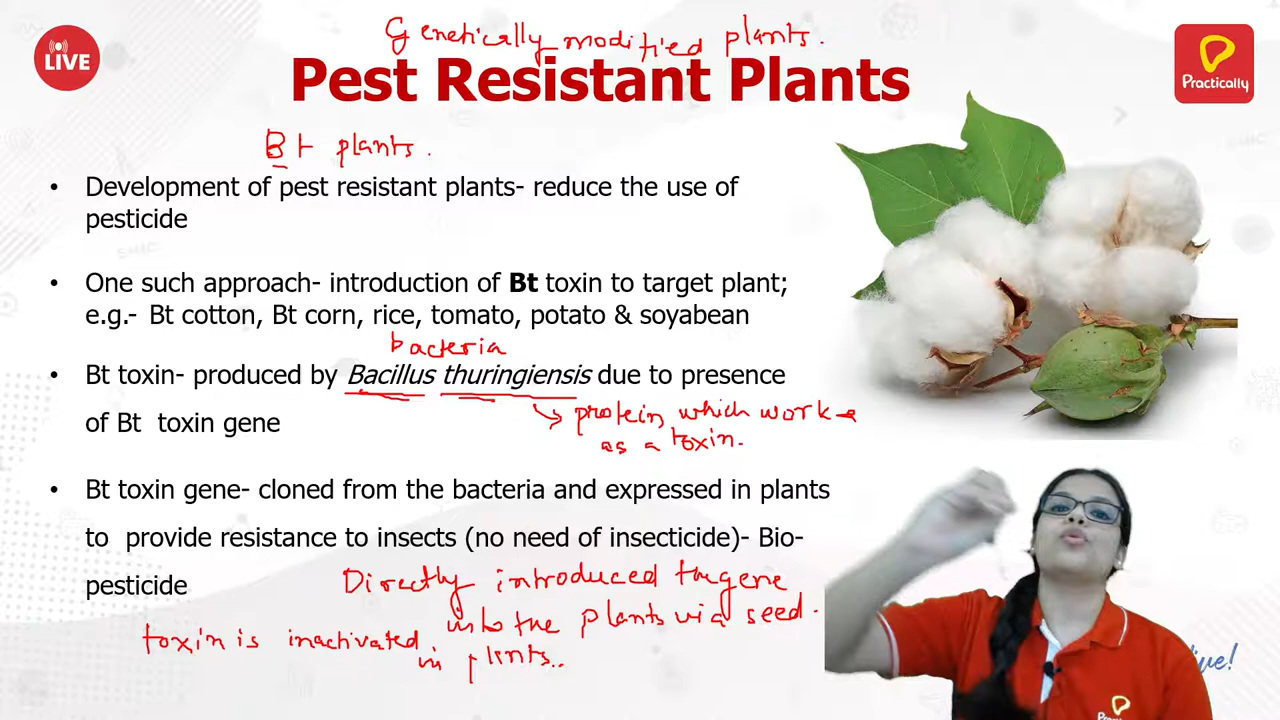 Genetically modified plants.
LIVE
Pest Resistant Plants
Practically
Bt plants.
• Development of pest resistant plants- reduce the use of
pesticide
• One such approach- introduction of Bt toxin to target plant;
e.g.- Bt cotton, Bt corn, rice, tomato, potato & soyabean
bacteria
• Bt toxin- produced by Bacillus thuringiensis due to presence
protein which work
of Bt toxin gene
as a toxin.
• Bt toxin gene- cloned from the bacteria and expressed in plants
to provide resistance to insects (no need of insecticide)- Bio-
pesticide
Directly introduced the gene
into the plants via seed.
toxin is inactivated
in plants..
Practically